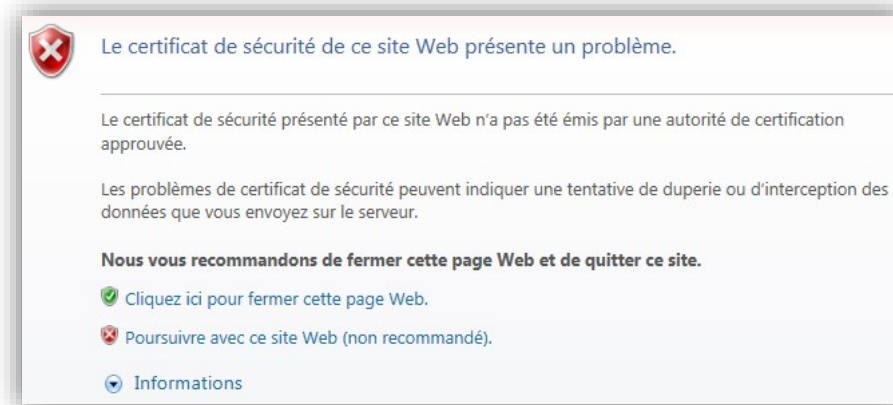 Le certificat de sécurité de ce site Web présente un problème.
Le certificat de sécurité présenté par ce site Web n'a pas été émis par une autorité de certification
approuvée.
Les problèmes de certificat de sécurité peuvent indiquer une tentative de duperie ou d'interception des
données que vous envoyez sur le serveur.
Nous vous recommandons de fermer cette page Web et de quitter ce site.
Cliquez ici pour fermer cette page Web.
Poursuivre avec ce site Web (non recommandé).
Informations